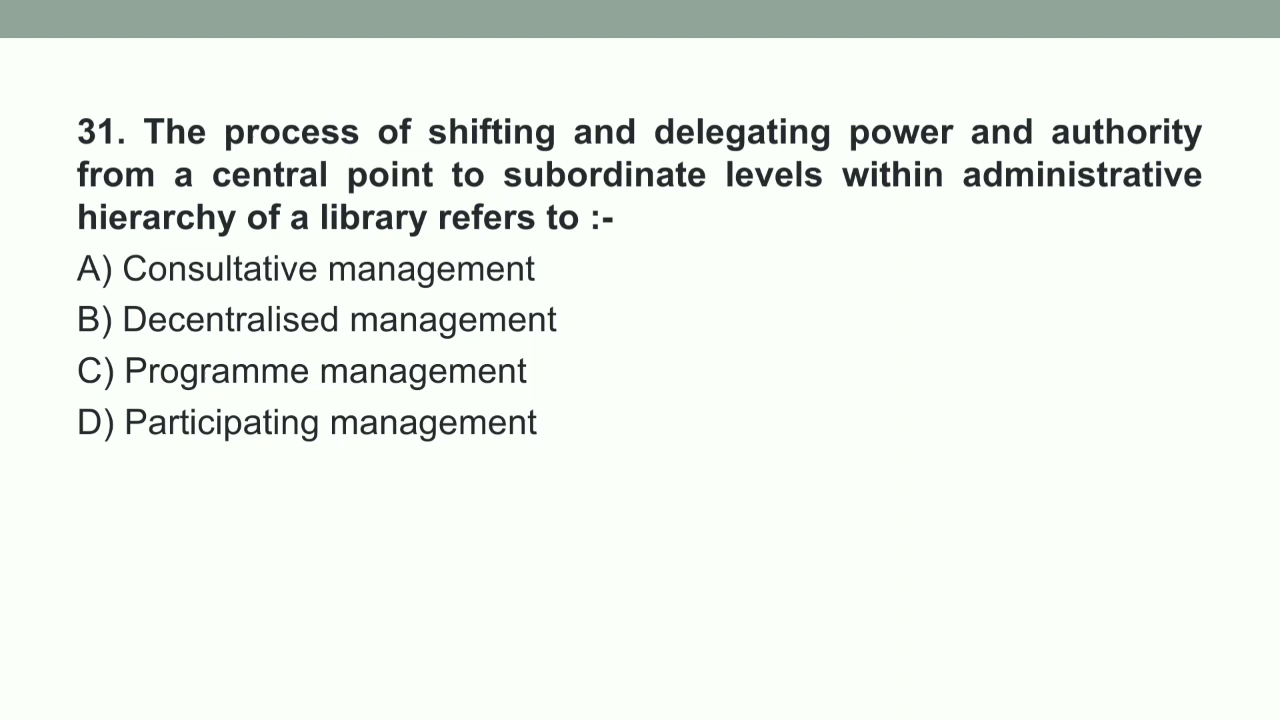 31. The process of shifting and delegating power and authority
from a central point to subordinate levels within administrative
hierarchy of a library refers to :-
A) Consultative management
B) Decentralised management
C) Programme management
D) Participating management